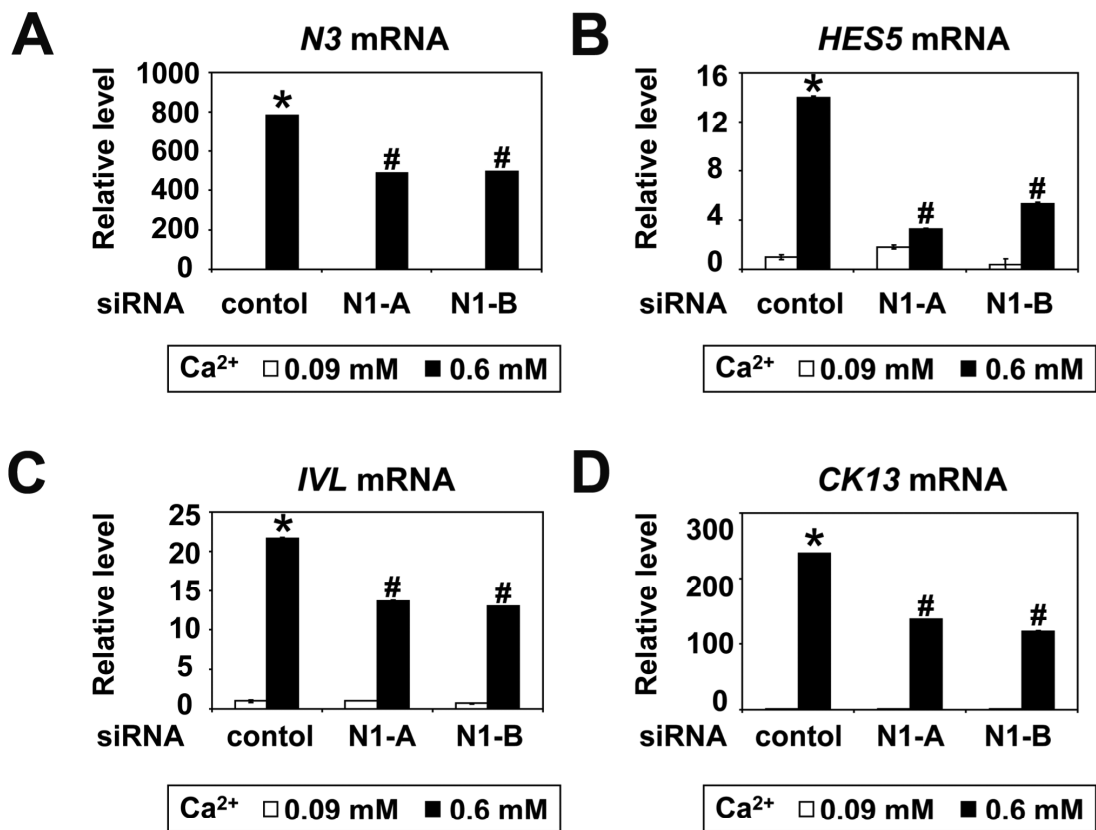 A
N3 mRNA
Relative level
1000
800
600
400
200
0
*
#
#
siRNA contol N1-A N1-B
Ca²⁺ 0.09 mM 0.6 mM
B
HES5 mRNA
Relative level
16
12
8
4
0
*
#
#
siRNA contol N1-A N1-B
Ca²⁺ 0.09 mM 0.6 mM
C
IVL mRNA
Relative level
25
20
15
10
5
0
*
#
#
siRNA contol N1-A N1-B
Ca²⁺ 0.09 mM 0.6 mM
D
CK13 mRNA
Relative level
300
200
100
0
*
#
#
siRNA contol N1-A N1-B
Ca²⁺ 0.09 mM 0.6 mM